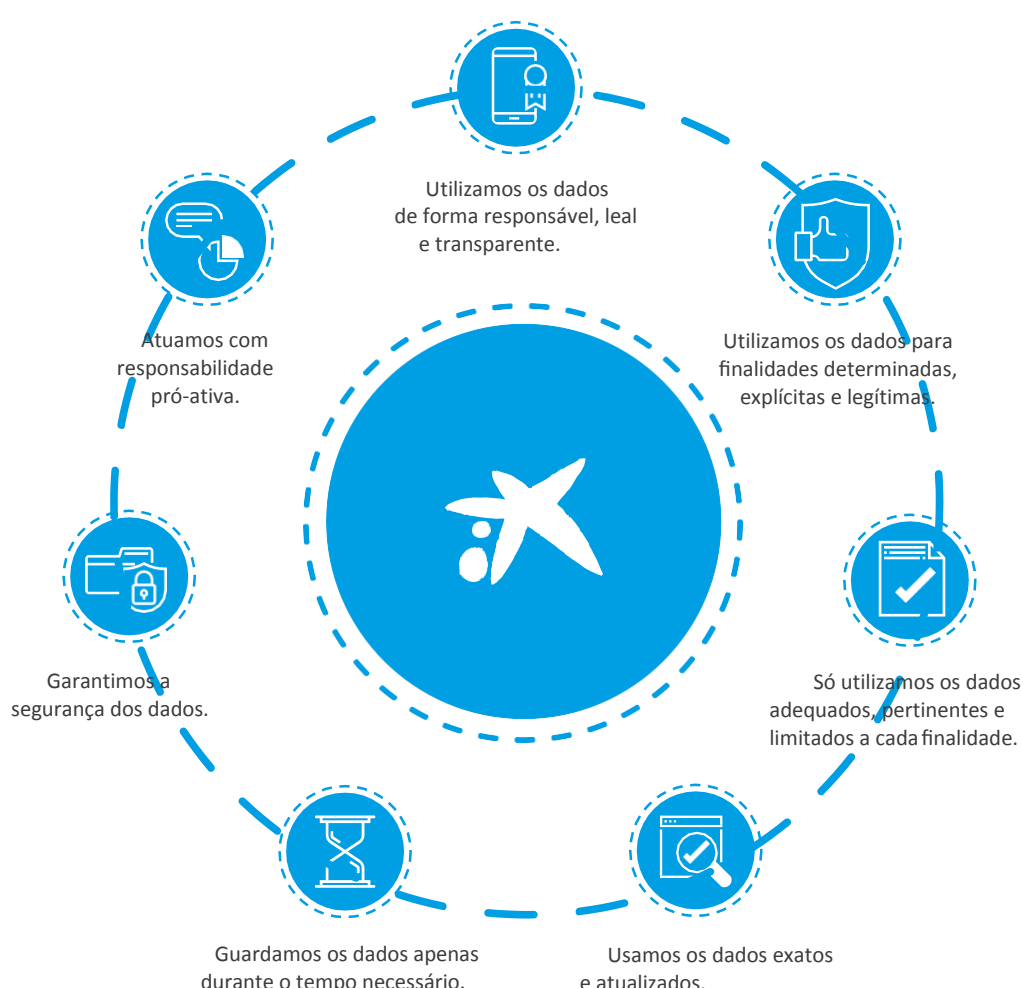 Utilizamos os dados
de forma responsável, leal
e transparente.
Utilizamos os dados para
finalidades determinadas,
explícitas e legítimas.
Só utilizamos os dados
adequados, pertinentes e
limitados a cada finalidade.
Usamos os dados exatos
e atualizados.
Guardamos os dados apenas
durante o tempo necessário.
Garantimos a
segurança dos dados.
Atuamos com
responsabilidade
pró-ativa.